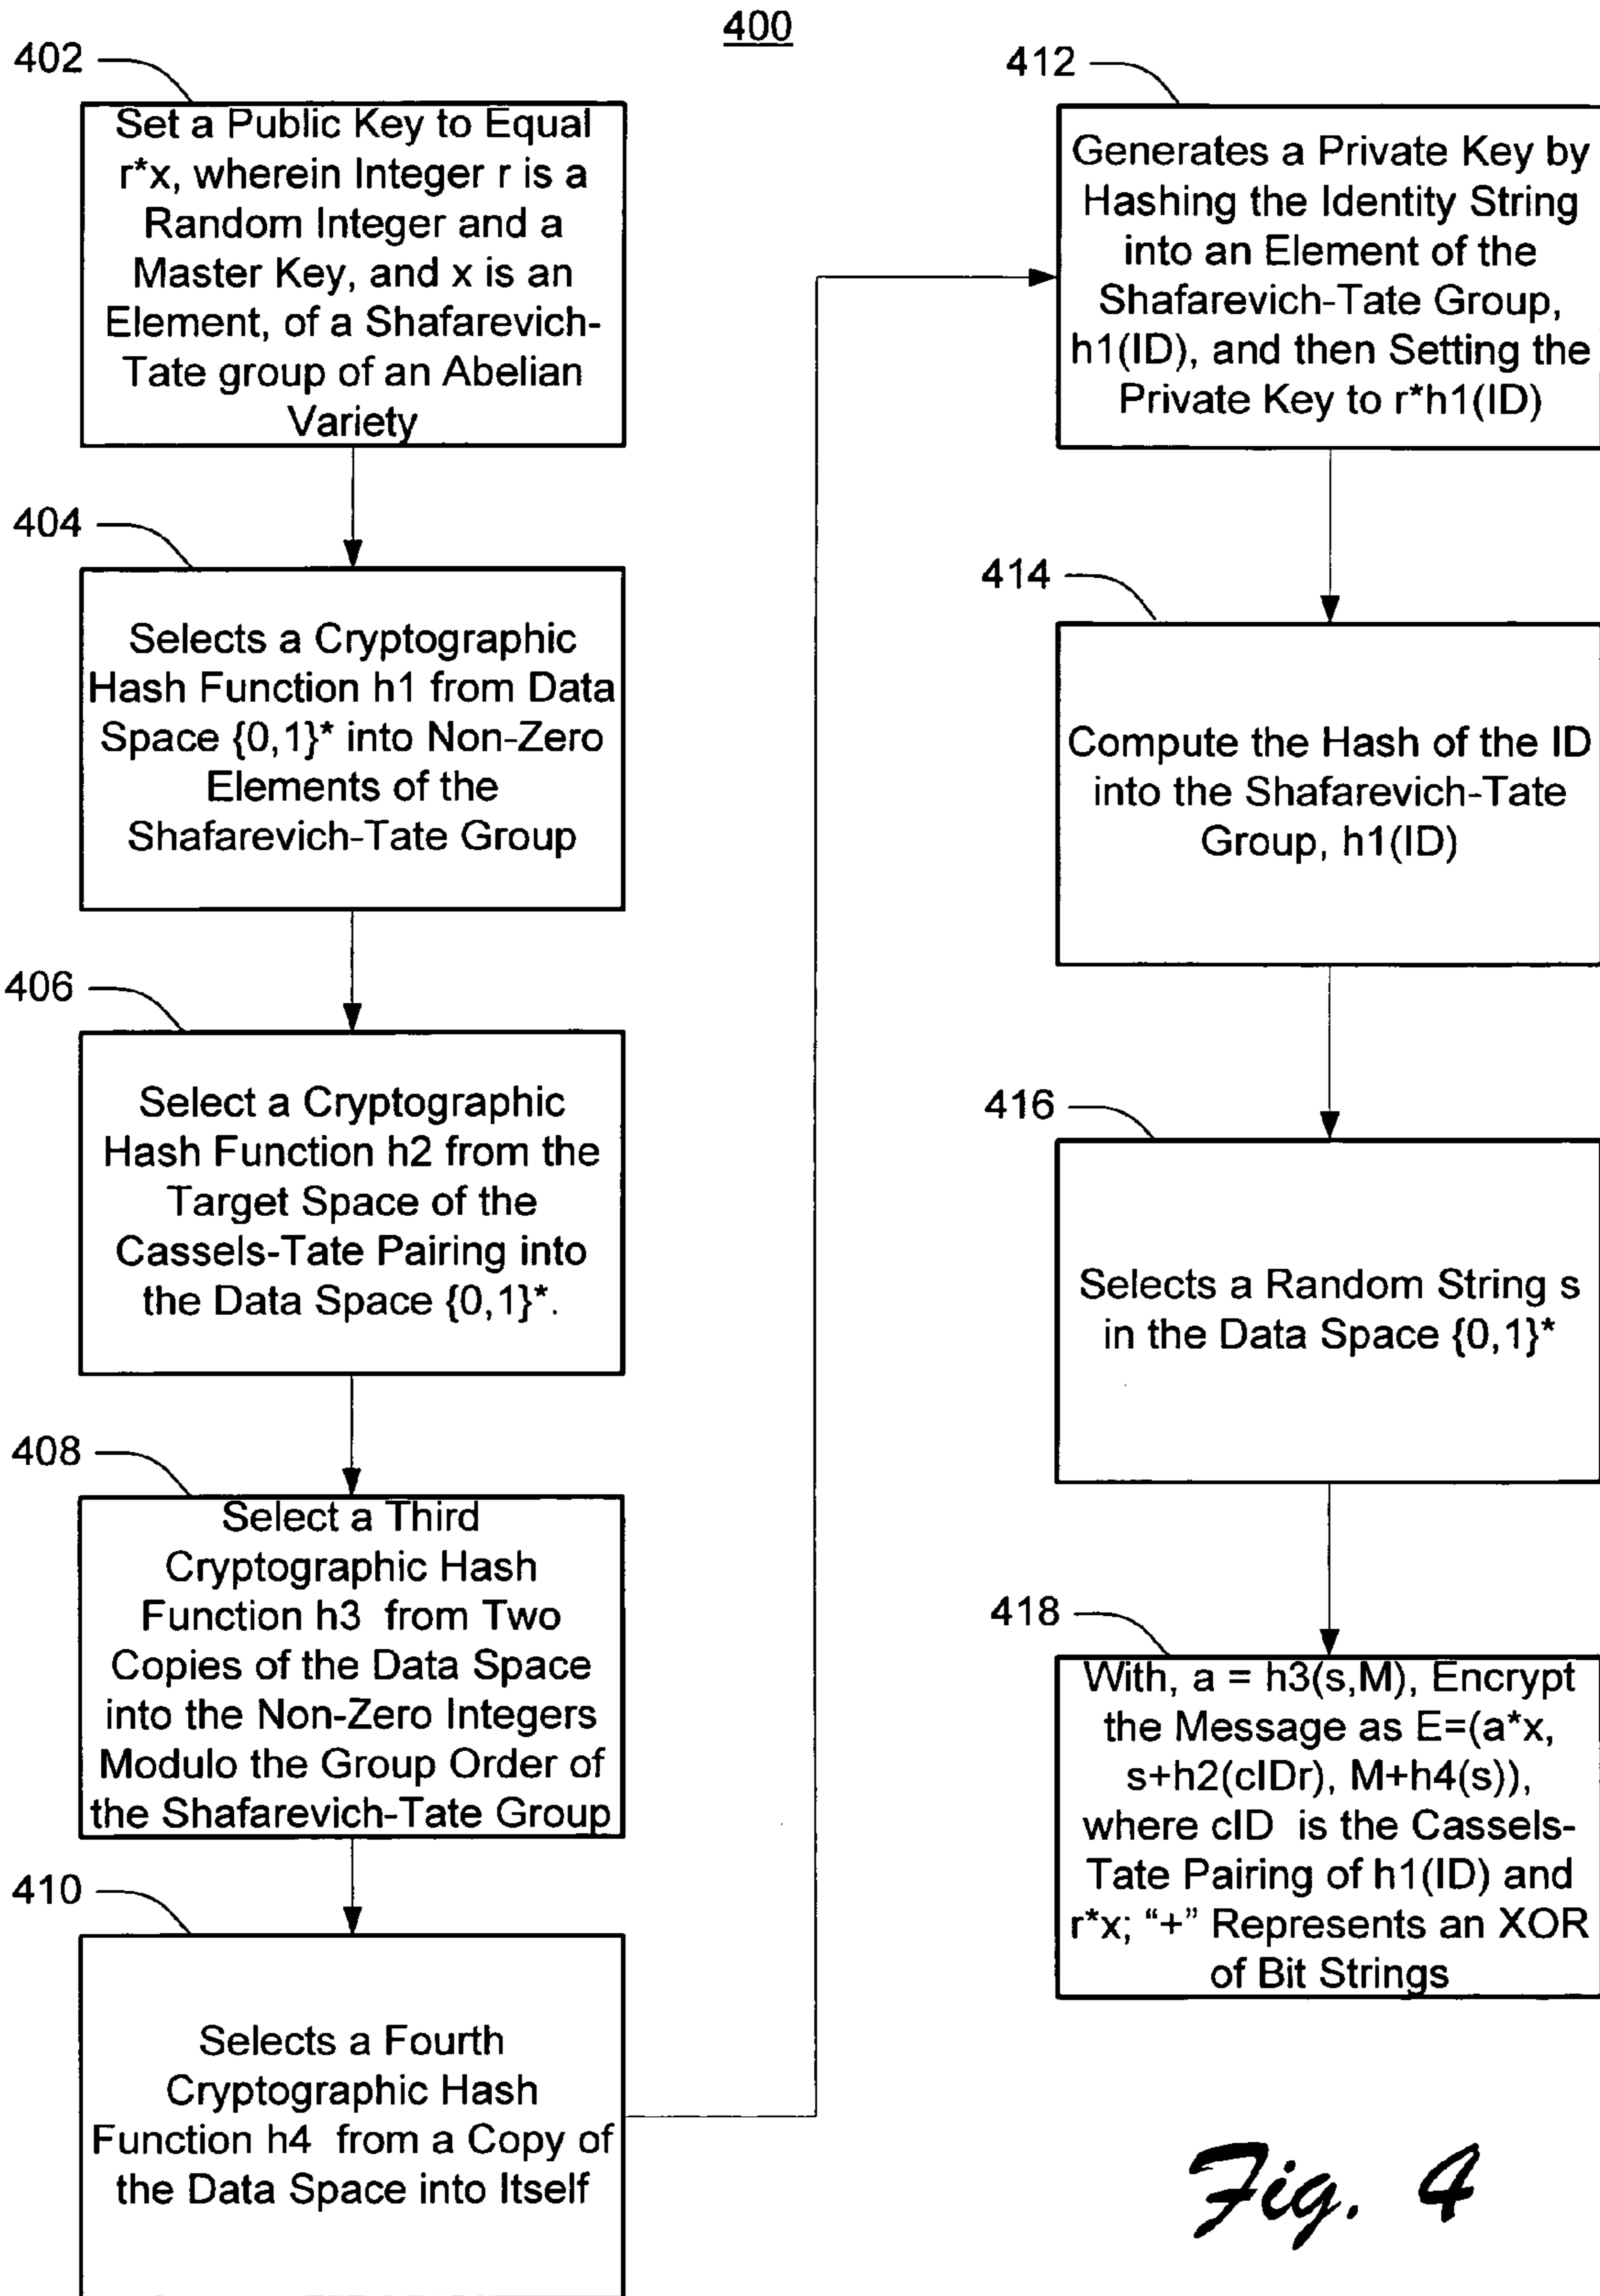 400
402
Set a Public Key to Equal
r*x, wherein Integer r is a
Random Integer and a
Master Key, and x is an
Element, of a Shafarevich-
Tate group of an Abelian
Variety
404
Selects a Cryptographic
Hash Function h1 from Data
Space {0,1}* into Non-Zero
Elements of the
Shafarevich-Tate Group
406
Select a Cryptographic
Hash Function h2 from the
Target Space of the
Cassels-Tate Pairing into
the Data Space {0,1}*.
408
Select a Third
Cryptographic Hash
Function h3 from Two
Copies of the Data Space
into the Non-Zero Integers
Modulo the Group Order of
the Shafarevich-Tate Group
410
Selects a Fourth
Cryptographic Hash
Function h4 from a Copy of
the Data Space into Itself
412
Generates a Private Key by
Hashing the Identity String
into an Element of the
Shafarevich-Tate Group,
h1(ID), and then Setting the
Private Key to r*h1(ID)
414
Compute the Hash of the ID
into the Shafarevich-Tate
Group, h1(ID)
416
Selects a Random String s
in the Data Space {0,1}*
418
With, a = h3(s,M), Encrypt
the Message as E=(a*x,
s+h2(cIDr), M+h4(s)),
where cID is the Cassels-
Tate Pairing of h1(ID) and
r*x; “+” Represents an XOR
of Bit Strings
Fig. 4